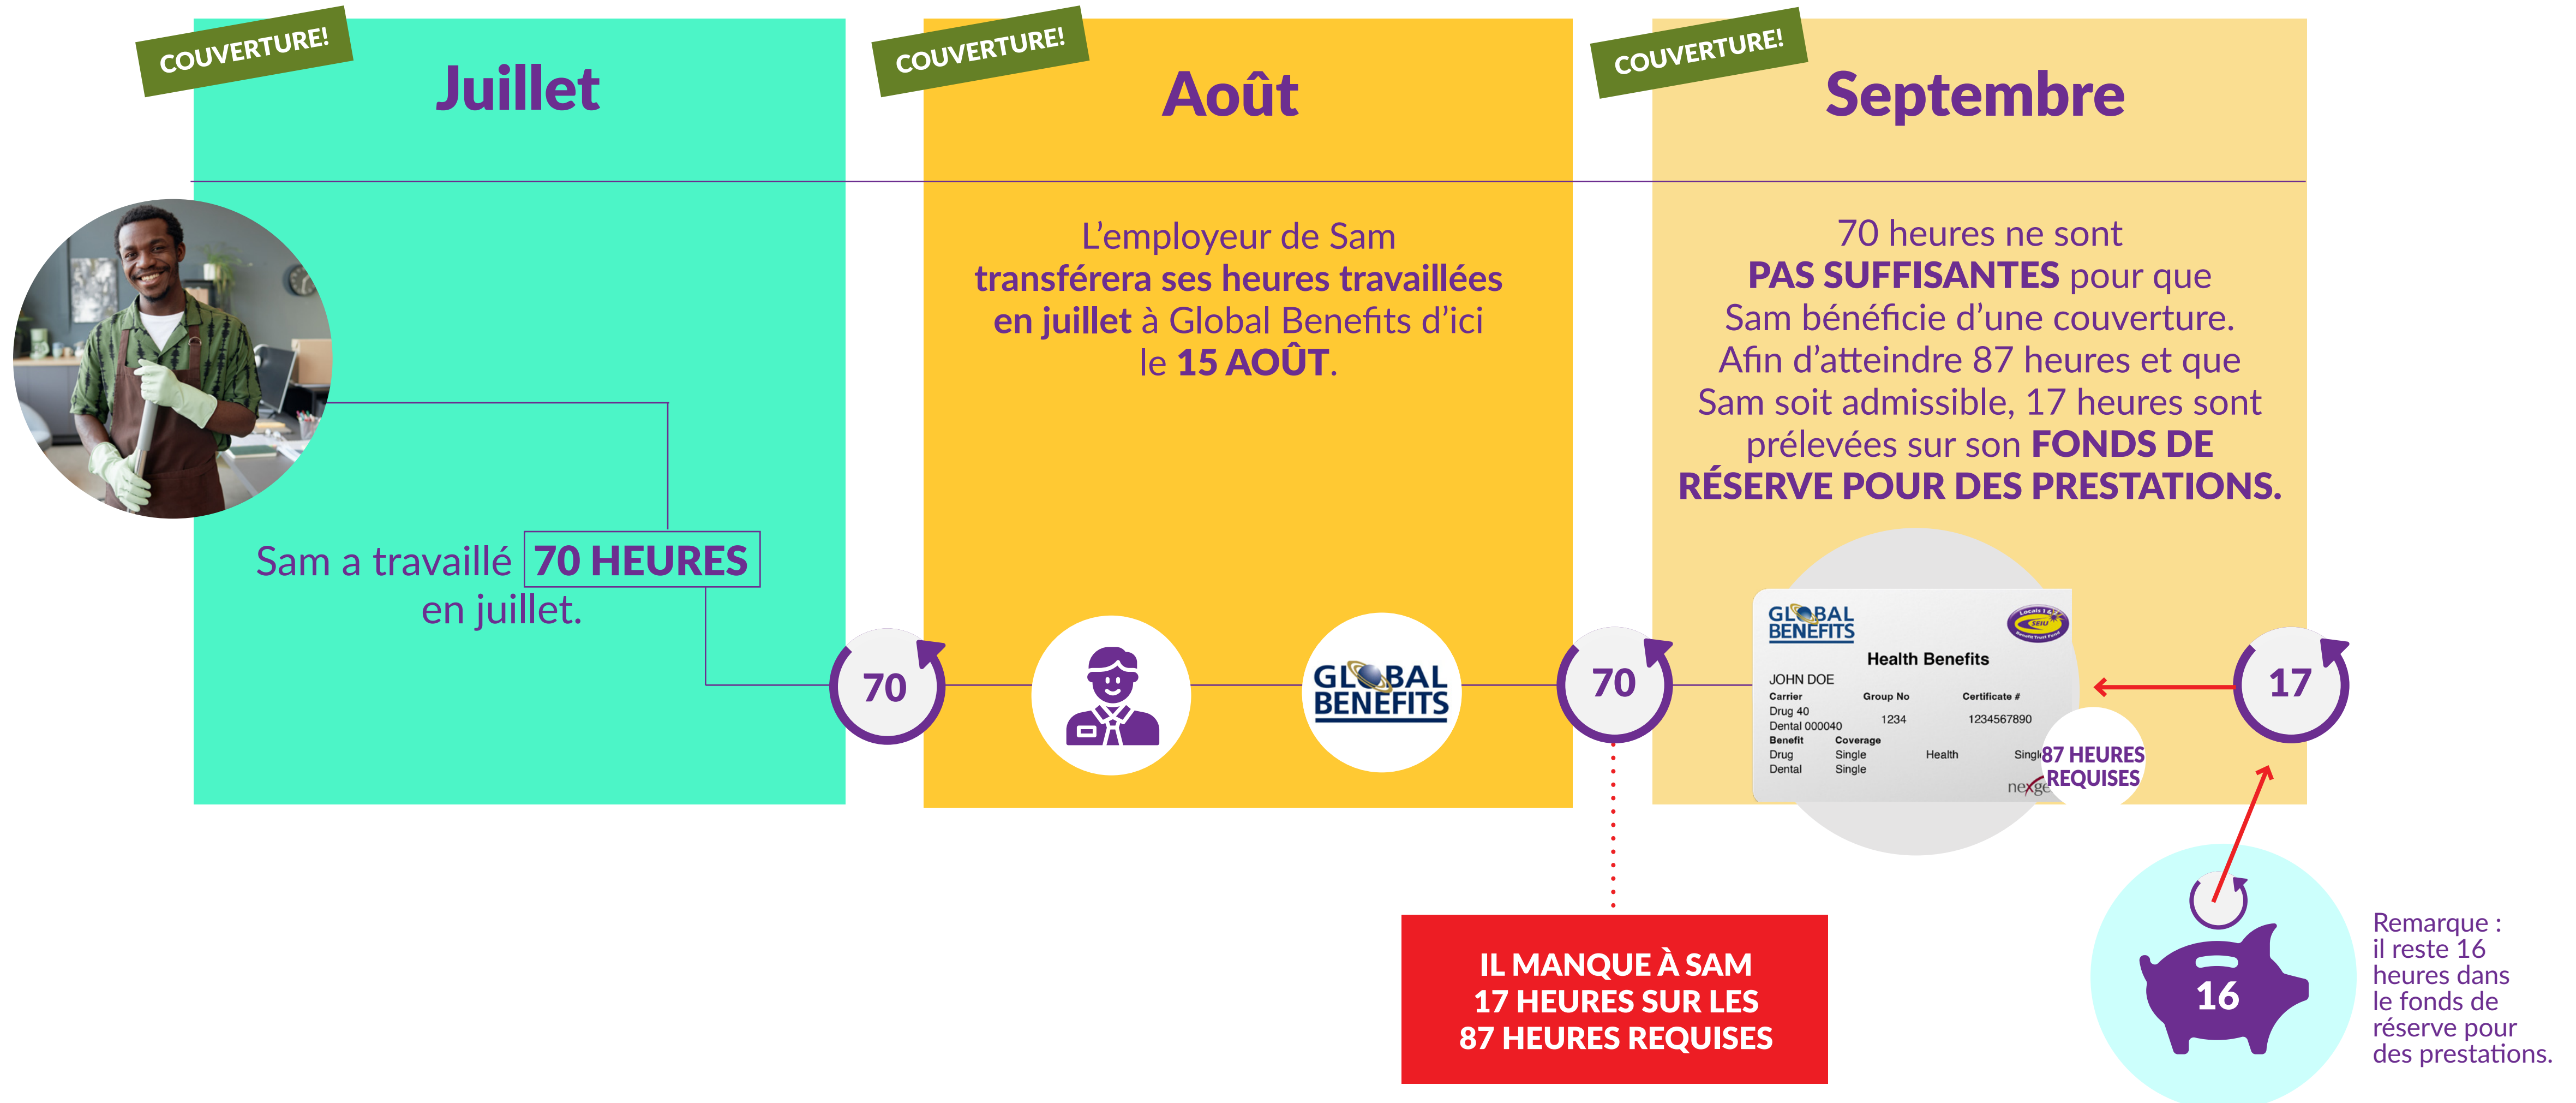 COUVERTURE!
Juillet
Sam a travaillé 70 HEURES
en juillet.
70
COUVERTURE!
Août
L’employeur de Sam
transférera ses heures travaillées
en juillet à Global Benefits d’ici
le 15 AOÛT.
GLOBAL
BENEFITS
70
IL MANQUE À SAM
17 HEURES SUR LES
87 HEURES REQUISES
COUVERTURE!
Septembre
70 heures ne sont
PAS SUFFISANTES pour que
Sam bénéficie d’une couverture.
Afin d’atteindre 87 heures et que
Sam soit admissible, 17 heures sont
prélevées sur son FONDS DE
RÉSERVE POUR DES PRESTATIONS.
GLOBAL
BENEFITS
SEIU
Benefit Trust Fund
Health Benefits
JOHN DOE
Carrier Group No Certificate #
Drug 40
1234 1234567890
Dental 000040
Benefit Coverage
Drug Single Health Singl
Dental Single
nexge
87 HEURES
REQUISES
17
16
Remarque :
il reste 16
heures dans
le fonds de
réserve pour
des prestations.